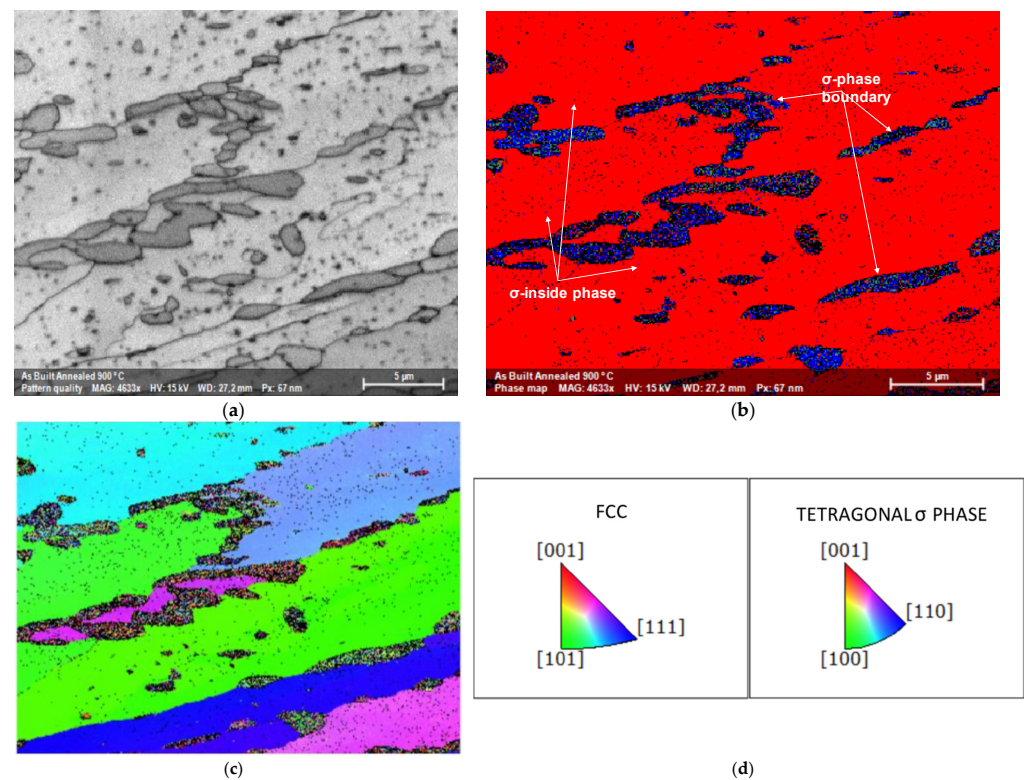 σ-phase
boundary
σ-inside phase
As Built Annealed 900 °C
Pattern quality MAG: 4633x HV: 15 kV WD: 27,2 mm Px: 67 nm
5 µm
As Built Annealed 900 °C
Phase map MAG: 4633x HV: 15 kV WD: 27,2 mm Px: 67 nm
5 µm
(a)
(b)
FCC
[001]
[111]
[101]
TETRAGONAL σ PHASE
[001]
[110]
[100]
(c)
(d)